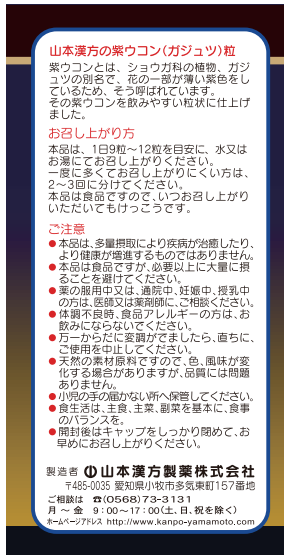 山本漢方の紫ウコン(ガジュツ)粒
紫ウコンとは、ショウガ科の植物、ガジ
ュツの別名で、花の一部が薄い紫色をし
ているため、そう呼ばれています。
その紫ウコンを飲みやすい粒状に仕上げ
ました。
お召し上がり方
本品は、1日9粒〜12粒を目安に、水又は
お湯にてお召し上がりください。
一度に多くてお召し上がりにくい方は、
2〜3回に分けてください。
本品は食品ですので、いつお召し上がり
いただいてもけっこうです。
ご注意
●本品は、多量摂取により疾病が治癒したり、
より健康が増進するものではありません。
●本品は食品ですが、必要以上に大量に摂
ることを避けてください。
●薬の服用中又は、通院中、妊娠中、授乳中
の方は、医師又は薬剤師に、ご相談ください。
●体調不良時、食品アレルギーの方は、お
飲みにならないでください。
●万一からだに変調がでましたら、直ちに、
ご使用を中止してください。
●天然の素材原料ですので、色、風味が変
化する場合がありますが、品質には問題
ありません。
●小児の手の届かない所へ保管してください。
●食生活は、主食、主菜、副菜を基本に、食事
のバランスを。
●開封後はキャップをしっかり閉めて、お
早めにお召し上がりください。
製造者 山本漢方製薬株式会社
〒485-0035 愛知県小牧市多気東町157番地
ご相談は ☎(0568)73-3131
月 〜 金 9:00〜17:00(土、日、祝を除く)
ホームページアドレス http://www.kanpo-yamamoto.com/